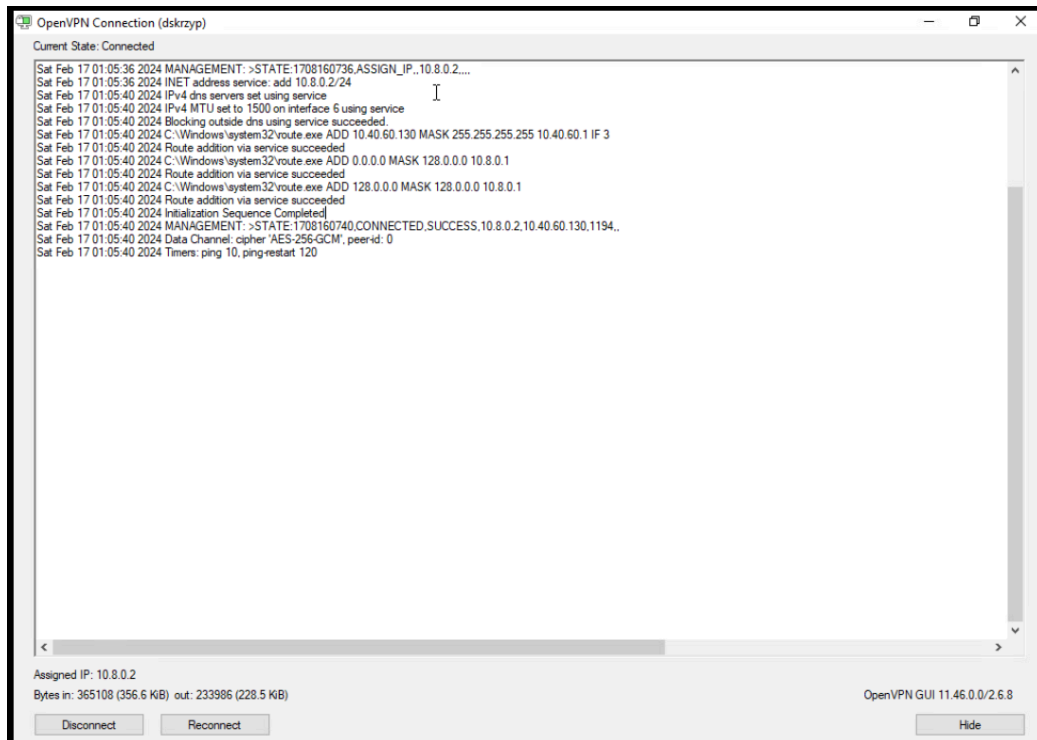 OpenVPN Connection (dskrzyp)
Current State: Connected
Sat Feb 17 01:05:36 2024 MANAGEMENT: >STATE:1708160736,ASSIGN_IP,,10.8.0.2,,,,
Sat Feb 17 01:05:36 2024 INET address service: add 10.8.0.2/24
Sat Feb 17 01:05:40 2024 IPv4 dns servers set using service
Sat Feb 17 01:05:40 2024 IPv4 MTU set to 1500 on interface 6 using service
Sat Feb 17 01:05:40 2024 Blocking outside dns using service succeeded.
Sat Feb 17 01:05:40 2024 C:\Windows\system32\route.exe ADD 10.40.60.130 MASK 255.255.255.255 10.40.60.1 IF 3
Sat Feb 17 01:05:40 2024 Route addition via service succeeded
Sat Feb 17 01:05:40 2024 C:\Windows\system32\route.exe ADD 0.0.0.0 MASK 128.0.0.0 10.8.0.1
Sat Feb 17 01:05:40 2024 Route addition via service succeeded
Sat Feb 17 01:05:40 2024 C:\Windows\system32\route.exe ADD 128.0.0.0 MASK 128.0.0.0 10.8.0.1
Sat Feb 17 01:05:40 2024 Route addition via service succeeded
Sat Feb 17 01:05:40 2024 Initialization Sequence Completed
Sat Feb 17 01:05:40 2024 MANAGEMENT: >STATE:1708160740,CONNECTED,SUCCESS,10.8.0.2,10.40.60.130,1194,,
Sat Feb 17 01:05:40 2024 Data Channel: cipher 'AES-256-GCM', peer-id: 0
Sat Feb 17 01:05:40 2024 Timers: ping 10, ping-restart 120
Assigned IP: 10.8.0.2
Bytes in: 365108 (356.6 KiB) out: 233986 (228.5 KiB)
OpenVPN GUI 11.46.0.0/2.6.8
Disconnect
Reconnect
Hide